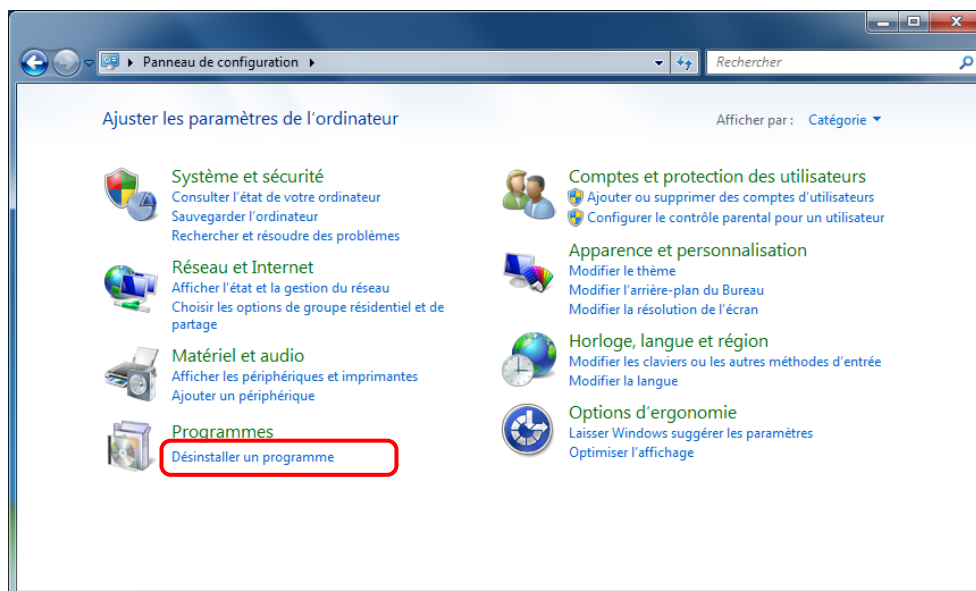 Panneau de configuration
Rechercher
Ajuster les paramètres de l'ordinateur
Afficher par : Catégorie
Système et sécurité
Consulter l'état de votre ordinateur
Sauvegarder l'ordinateur
Rechercher et résoudre des problèmes
Réseau et Internet
Afficher l'état et la gestion du réseau
Choisir les options de groupe résidentiel et de
partage
Matériel et audio
Afficher les périphériques et imprimantes
Ajouter un périphérique
Programmes
Désinstaller un programme
Comptes et protection des utilisateurs
Ajouter ou supprimer des comptes d'utilisateurs
Configurer le contrôle parental pour un utilisateur
Apparence et personnalisation
Modifier le thème
Modifier l'arrière-plan du Bureau
Modifier la résolution de l'écran
Horloge, langue et région
Modifier les claviers ou les autres méthodes d'entrée
Modifier la langue
Options d'ergonomie
Laisser Windows suggérer les paramètres
Optimiser l'affichage